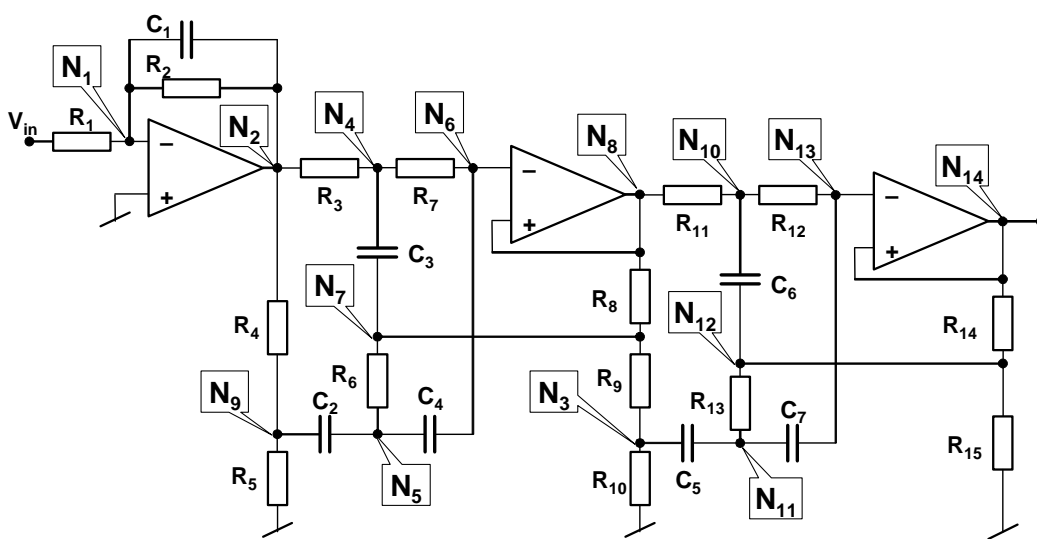 C1
R2
N1
Vin
R1
−
+
N2
N4
N6
R3
R7
−
+
N8
N10
N13
R11
R12
−
+
N14
C3
C6
N7
R8
N12
R4
R14
R6
R9
N9
C2
C4
N3
R13
C7
R5
N5
R10
C5
N11
R15